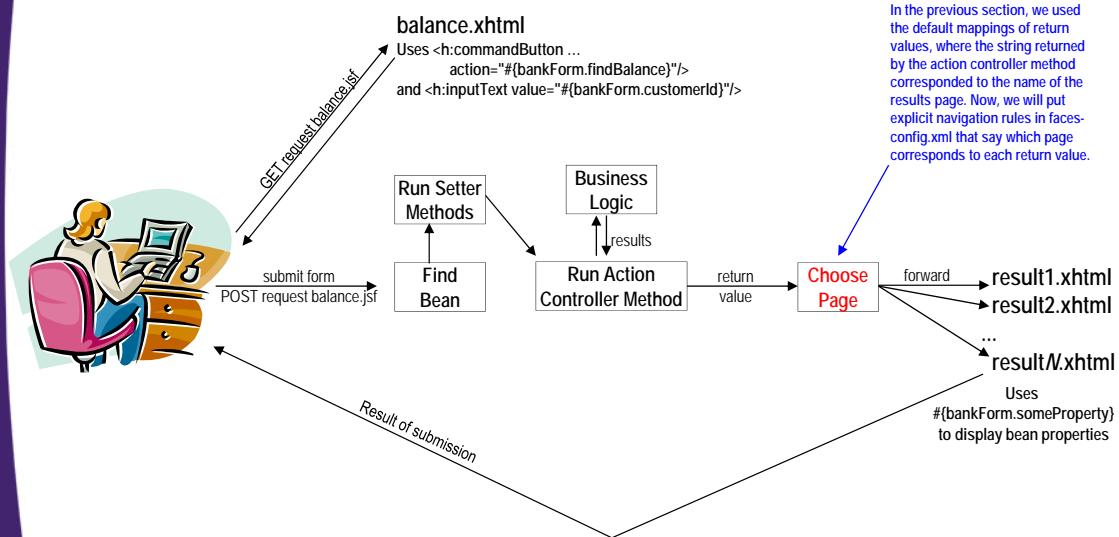 balance.xhtml
Uses <h:commandButton ...
action="#{bankForm.findBalance}"/>
and <h:inputText value="#{bankForm.customerId}"/>
In the previous section, we used
the default mappings of return
values, where the string returned
by the action controller method
corresponded to the name of the
results page. Now, we will put
explicit navigation rules in faces-
config.xml that say which page
corresponds to each return value.
GET request balance.jsf
Run Setter
Methods
Business
Logic
results
submit form
POST request balance.jsf
Find
Bean
Run Action
Controller Method
return
value
Choose
Page
forward
result1.xhtml
result2.xhtml
...
resultN.xhtml
Uses
#{bankForm.someProperty}
to display bean properties
Result of submission